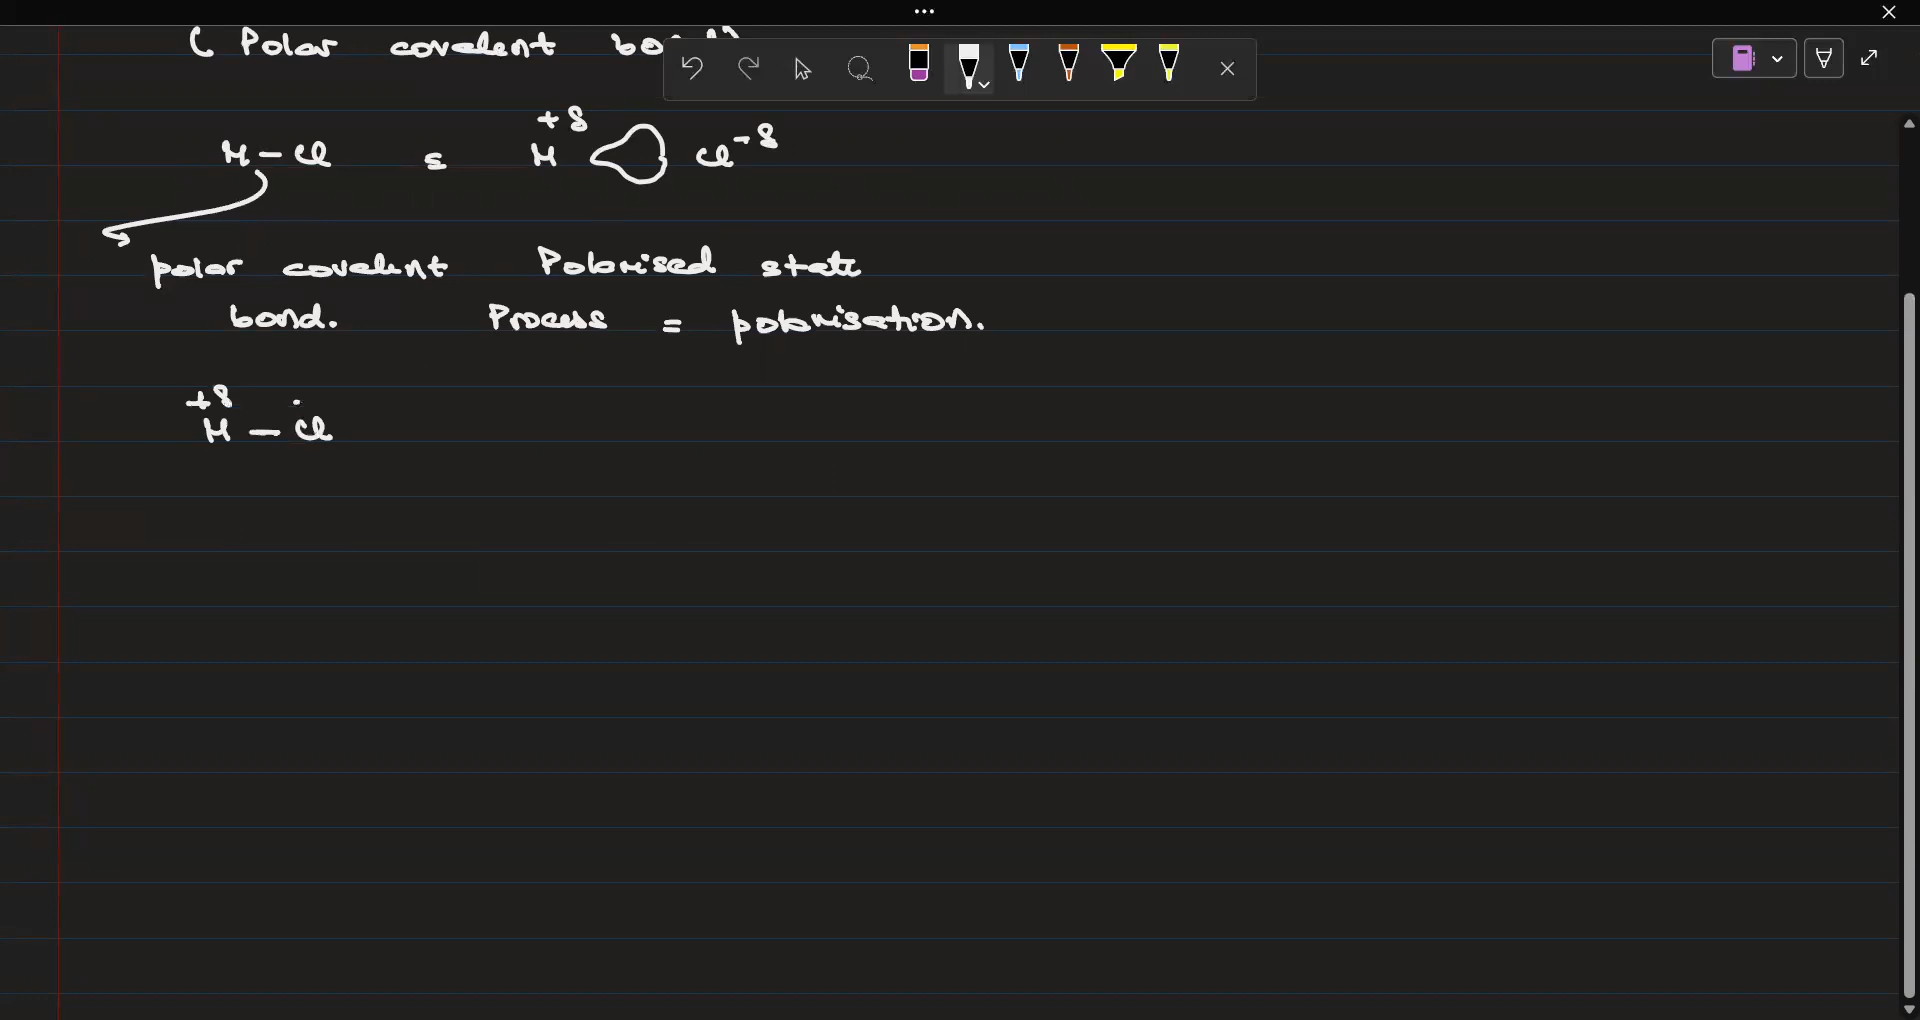 ( Polar covalent
+δ -δ
H - Cl = H Cl
polar covalent Polarised state
bond. Process = polarisation.
+δ
H - Cl